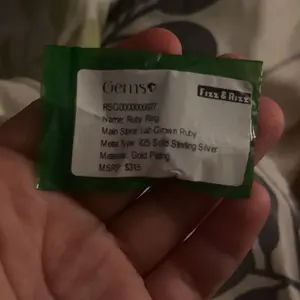 Gems
Fizz & Rizz
Name: Ruby Ring
Main Stone: Lab-Grown Ruby
Metal Type: 925 Solid Sterling Silver
Material: Gold Plating
MSRP: $315